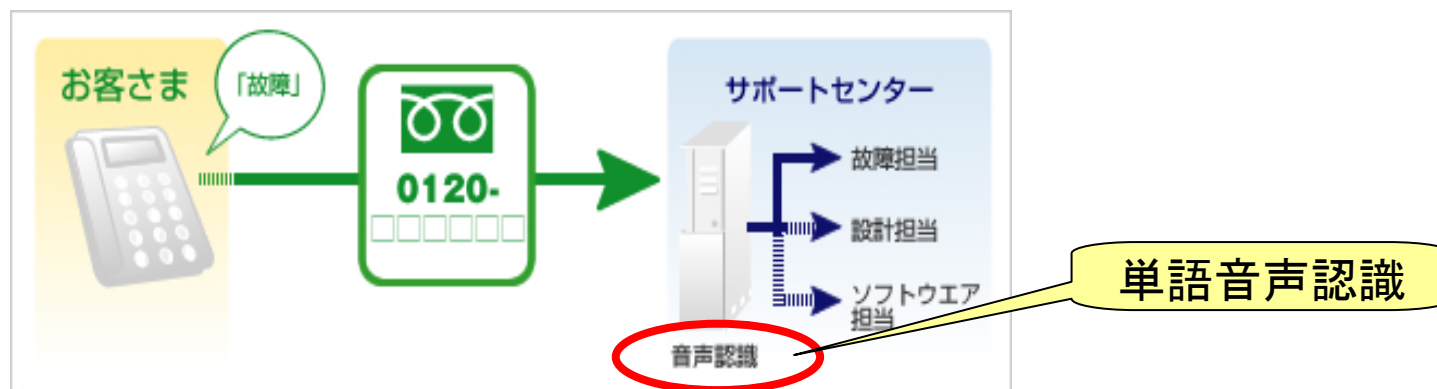 お客さま
「故障」
0120-
□□□□□□
サポートセンター
故障担当
設計担当
ソフトウエア
担当
音声認識
単語音声認識